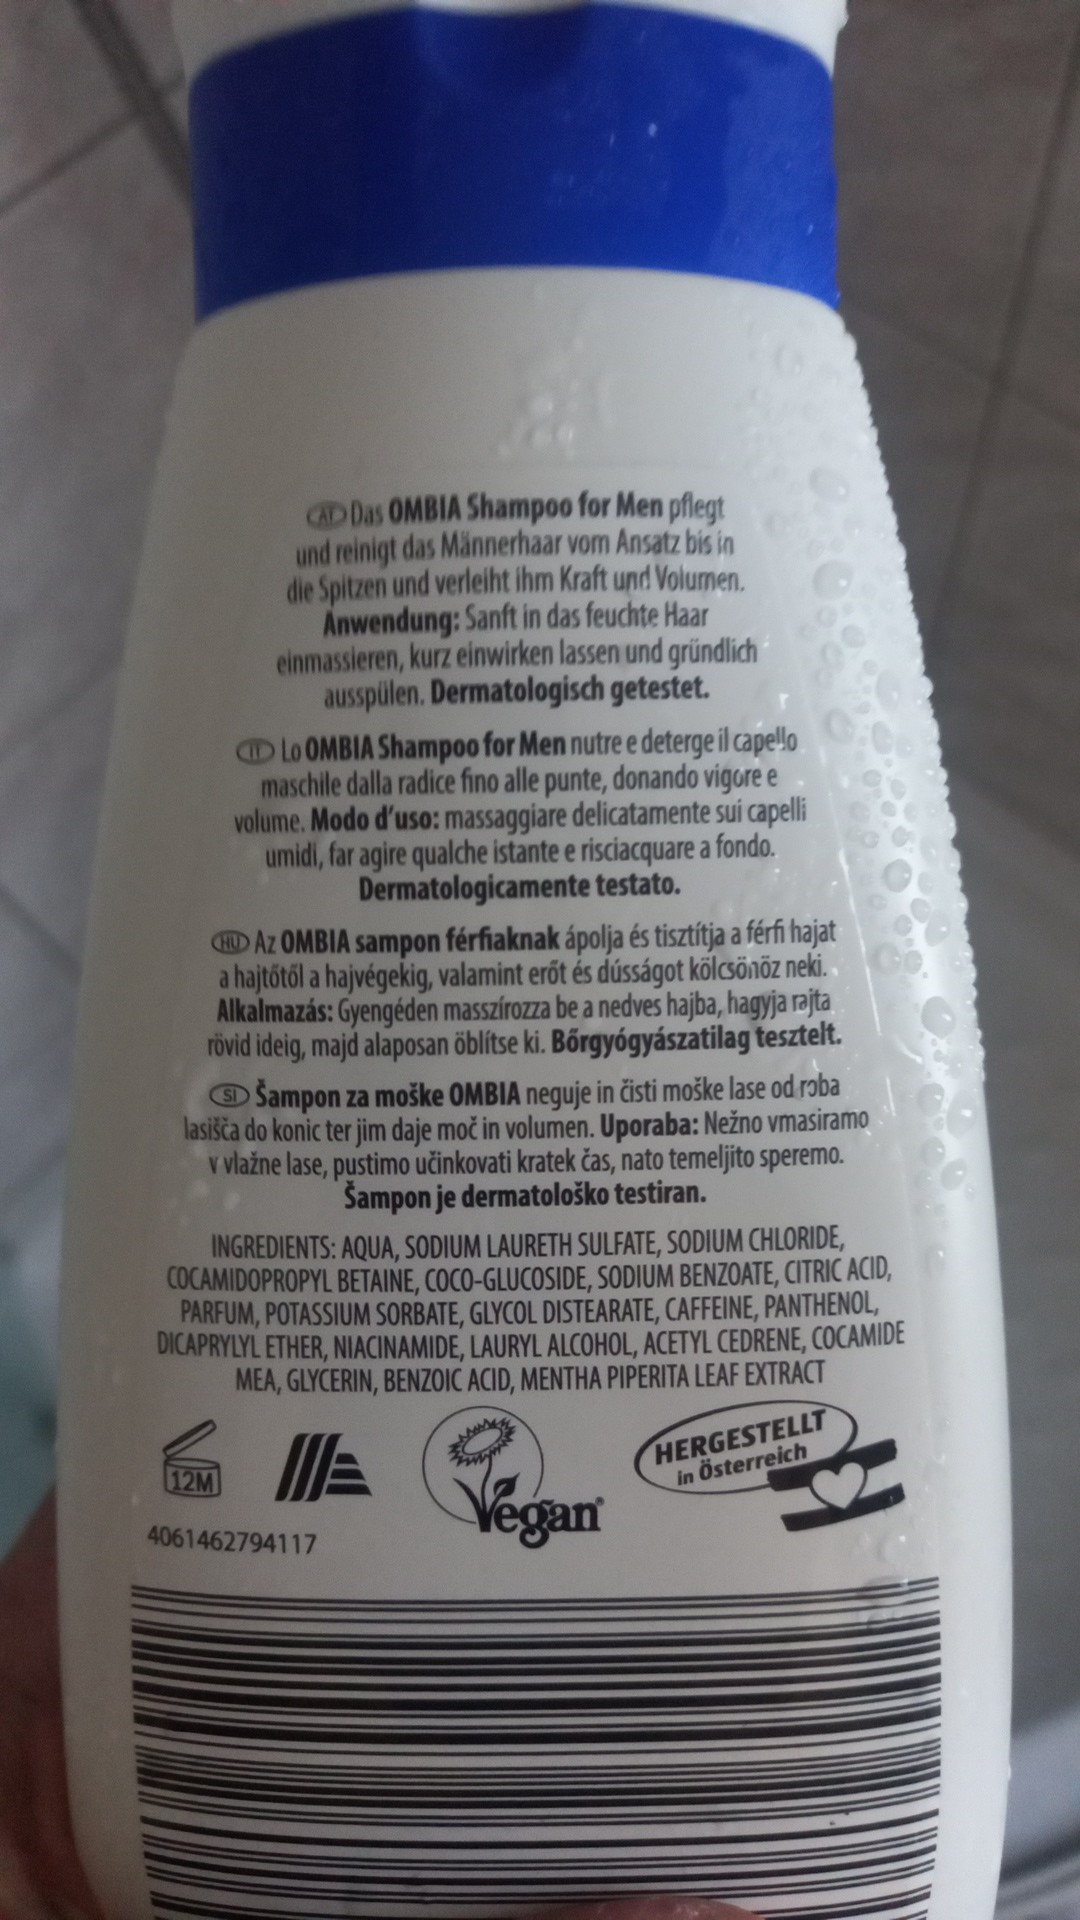 AT Das OMBIA Shampoo for Men pflegt
und reinigt das Männerhaar vom Ansatz bis in
die Spitzen und verleiht ihm Kraft und Volumen.
Anwendung: Sanft in das feuchte Haar
einmassieren, kurz einwirken lassen und gründlich
ausspülen. Dermatologisch getestet.
IT Lo OMBIA Shampoo for Men nutre e deterge il capello
maschile dalla radice fino alle punte, donando vigore e
volume. Modo d'uso: massaggiare delicatamente sui capelli
umidi, far agire qualche istante e risciacquare a fondo.
Dermatologicamente testato.
HU Az OMBIA sampon férfiaknak ápolja és tisztítja a férfi hajat
a hajtőtől a hajvégekig, valamint erőt és dússágot kölcsönöz neki.
Alkalmazás: Gyengéden masszírozza be a nedves hajba, hagyja rajta
rövid ideig, majd alaposan öblítse ki. Bőrgyógyászatilag tesztelt.
SI Šampon za moške OMBIA neguje in čisti moške lase od roba
lasišča do konic ter jim daje moč in volumen. Uporaba: Nežno vmasiramo
v vlažne lase, pustimo učinkovati kratek čas, nato temeljito speremo.
Šampon je dermatološko testiran.
INGREDIENTS: AQUA, SODIUM LAURETH SULFATE, SODIUM CHLORIDE,
COCAMIDOPROPYL BETAINE, COCO-GLUCOSIDE, SODIUM BENZOATE, CITRIC ACID,
PARFUM, POTASSIUM SORBATE, GLYCOL DISTEARATE, CAFFEINE, PANTHENOL,
DICAPRYLYL ETHER, NIACINAMIDE, LAURYL ALCOHOL, ACETYL CEDRENE, COCAMIDE
MEA, GLYCERIN, BENZOIC ACID, MENTHA PIPERITA LEAF EXTRACT
12M
Vegan®
HERGESTELLT
in Österreich
4061462794117